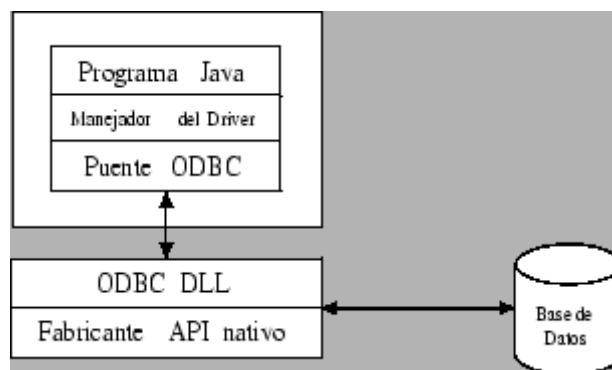 Programa Java
Manejador del Driver
Puente ODBC
ODBC DLL
Fabricante API nativo
Base de
Datos